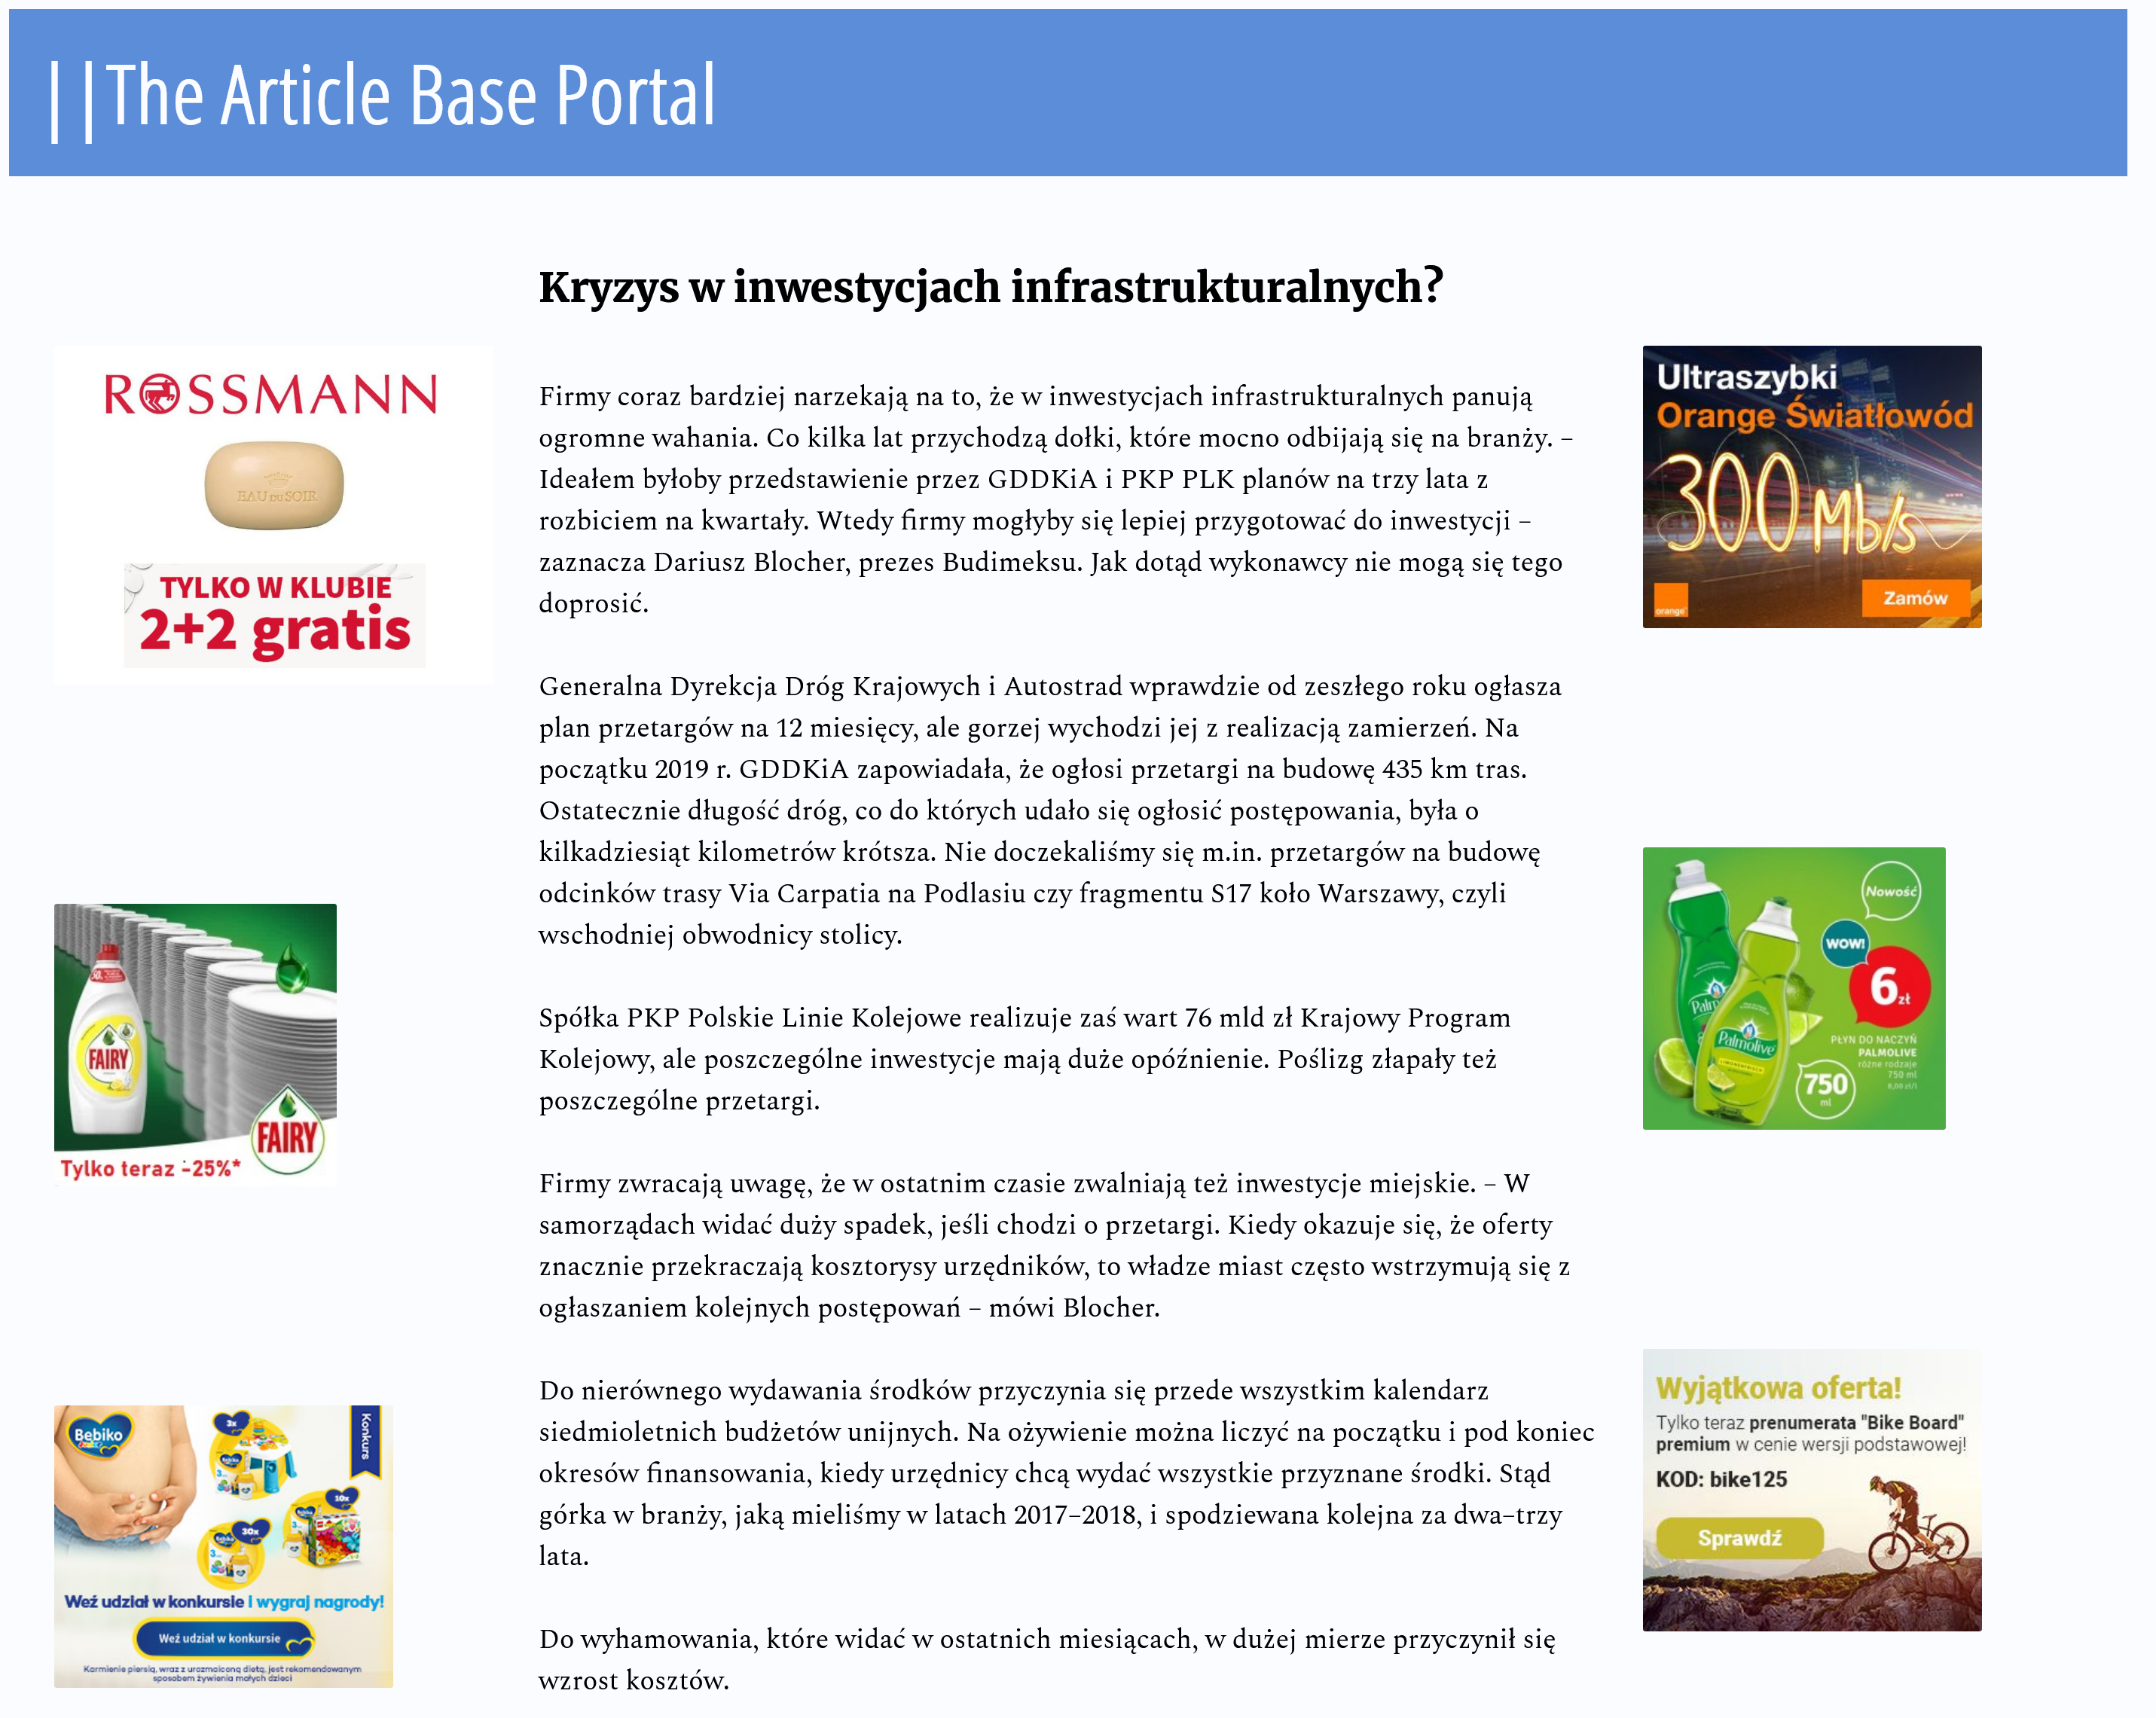 ||The Article Base Portal
Kryzys w inwestycjach infrastrukturalnych?
Firmy coraz bardziej narzekają na to, że w inwestycjach infrastrukturalnych panują
ogromne wahania. Co kilka lat przychodzą dołki, które mocno odbijają się na branży. –
Ideałem byłoby przedstawienie przez GDDKiA i PKP PLK planów na trzy lata z
rozbiciem na kwartały. Wtedy firmy mogłyby się lepiej przygotować do inwestycji –
zaznacza Dariusz Blocher, prezes Budimeksu. Jak dotąd wykonawcy nie mogą się tego
doprosić.
Generalna Dyrekcja Dróg Krajowych i Autostrad wprawdzie od zeszłego roku ogłasza
plan przetargów na 12 miesięcy, ale gorzej wychodzi jej z realizacją zamierzeń. Na
początku 2019 r. GDDKiA zapowiadała, że ogłosi przetargi na budowę 435 km tras.
Ostatecznie długość dróg, co do których udało się ogłosić postępowania, była o
kilkadziesiąt kilometrów krótsza. Nie doczekaliśmy się m.in. przetargów na budowę
odcinków trasy Via Carpatia na Podlasiu czy fragmentu S17 koło Warszawy, czyli
wschodniej obwodnicy stolicy.
Spółka PKP Polskie Linie Kolejowe realizuje zaś wart 76 mld zł Krajowy Program
Kolejowy, ale poszczególne inwestycje mają duże opóźnienie. Poślizg złapały też
poszczególne przetargi.
Firmy zwracają uwagę, że w ostatnim czasie zwalniają też inwestycje miejskie. – W
samorządach widać duży spadek, jeśli chodzi o przetargi. Kiedy okazuje się, że oferty
znacznie przekraczają kosztorysy urzędników, to władze miast często wstrzymują się z
ogłaszaniem kolejnych postępowań – mówi Blocher.
Do nierównego wydawania środków przyczynia się przede wszystkim kalendarz
siedmioletnich budżetów unijnych. Na ożywienie można liczyć na początku i pod koniec
okresów finansowania, kiedy urzędnicy chcą wydać wszystkie przyznane środki. Stąd
górka w branży, jaką mieliśmy w latach 2017–2018, i spodziewana kolejna za dwa–trzy
lata.
Do wyhamowania, które widać w ostatnich miesiącach, w dużej mierze przyczynił się
wzrost kosztów.
ROSSMANN
EAU DU SOIR
TYLKO W KLUBIE
2+2 gratis
FAIRY
FAIRY
Tylko teraz -25%*
Bebiko
Junior
Konkurs
3x
10x
30x
Weź udział w konkursie i wygraj nagrody!
Weź udział w konkursie
Karmienie piersią, wraz z urozmaiconą dietą, jest rekomendowanym
sposobem żywienia małych dzieci
Ultraszybki
Orange Światłowód
300 Mb/s
orange
Zamów
Nowość
WOW!
6 zł
Palmolive
PŁYN DO NACZYŃ
PALMOLIVE
różne rodzaje
750 ml
8,00 zł/l
750
ml
Wyjątkowa oferta!
Tylko teraz prenumerata "Bike Board"
premium w cenie wersji podstawowej!
KOD: bike125
Sprawdź